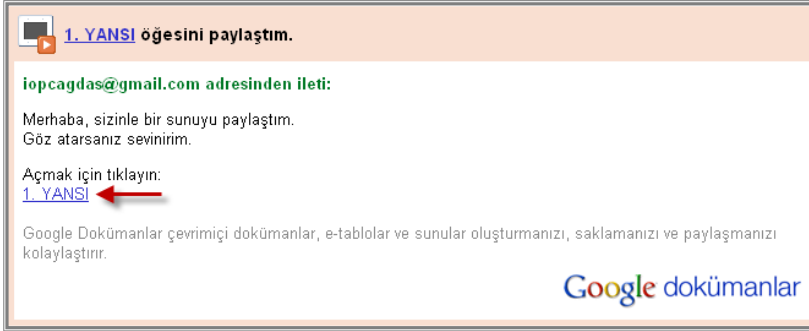 1. YANSI öğesini paylaştım.
iopcagdas@gmail.com adresinden ileti:
Merhaba, sizinle bir sunuyu paylaştım.
Göz atarsanız sevinirim.
Açmak için tıklayın:
1. YANSI
Google Dokümanlar çevrimiçi dokümanlar, e-tablolar ve sunular oluşturmanızı, saklamanızı ve paylaşmanızı
kolaylaştırır.
Google dokümanlar